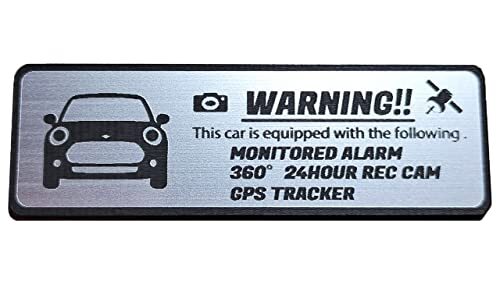 WARNING!!
This car is equipped with the following .
MONITORED ALARM
360° 24HOUR REC CAM
GPS TRACKER